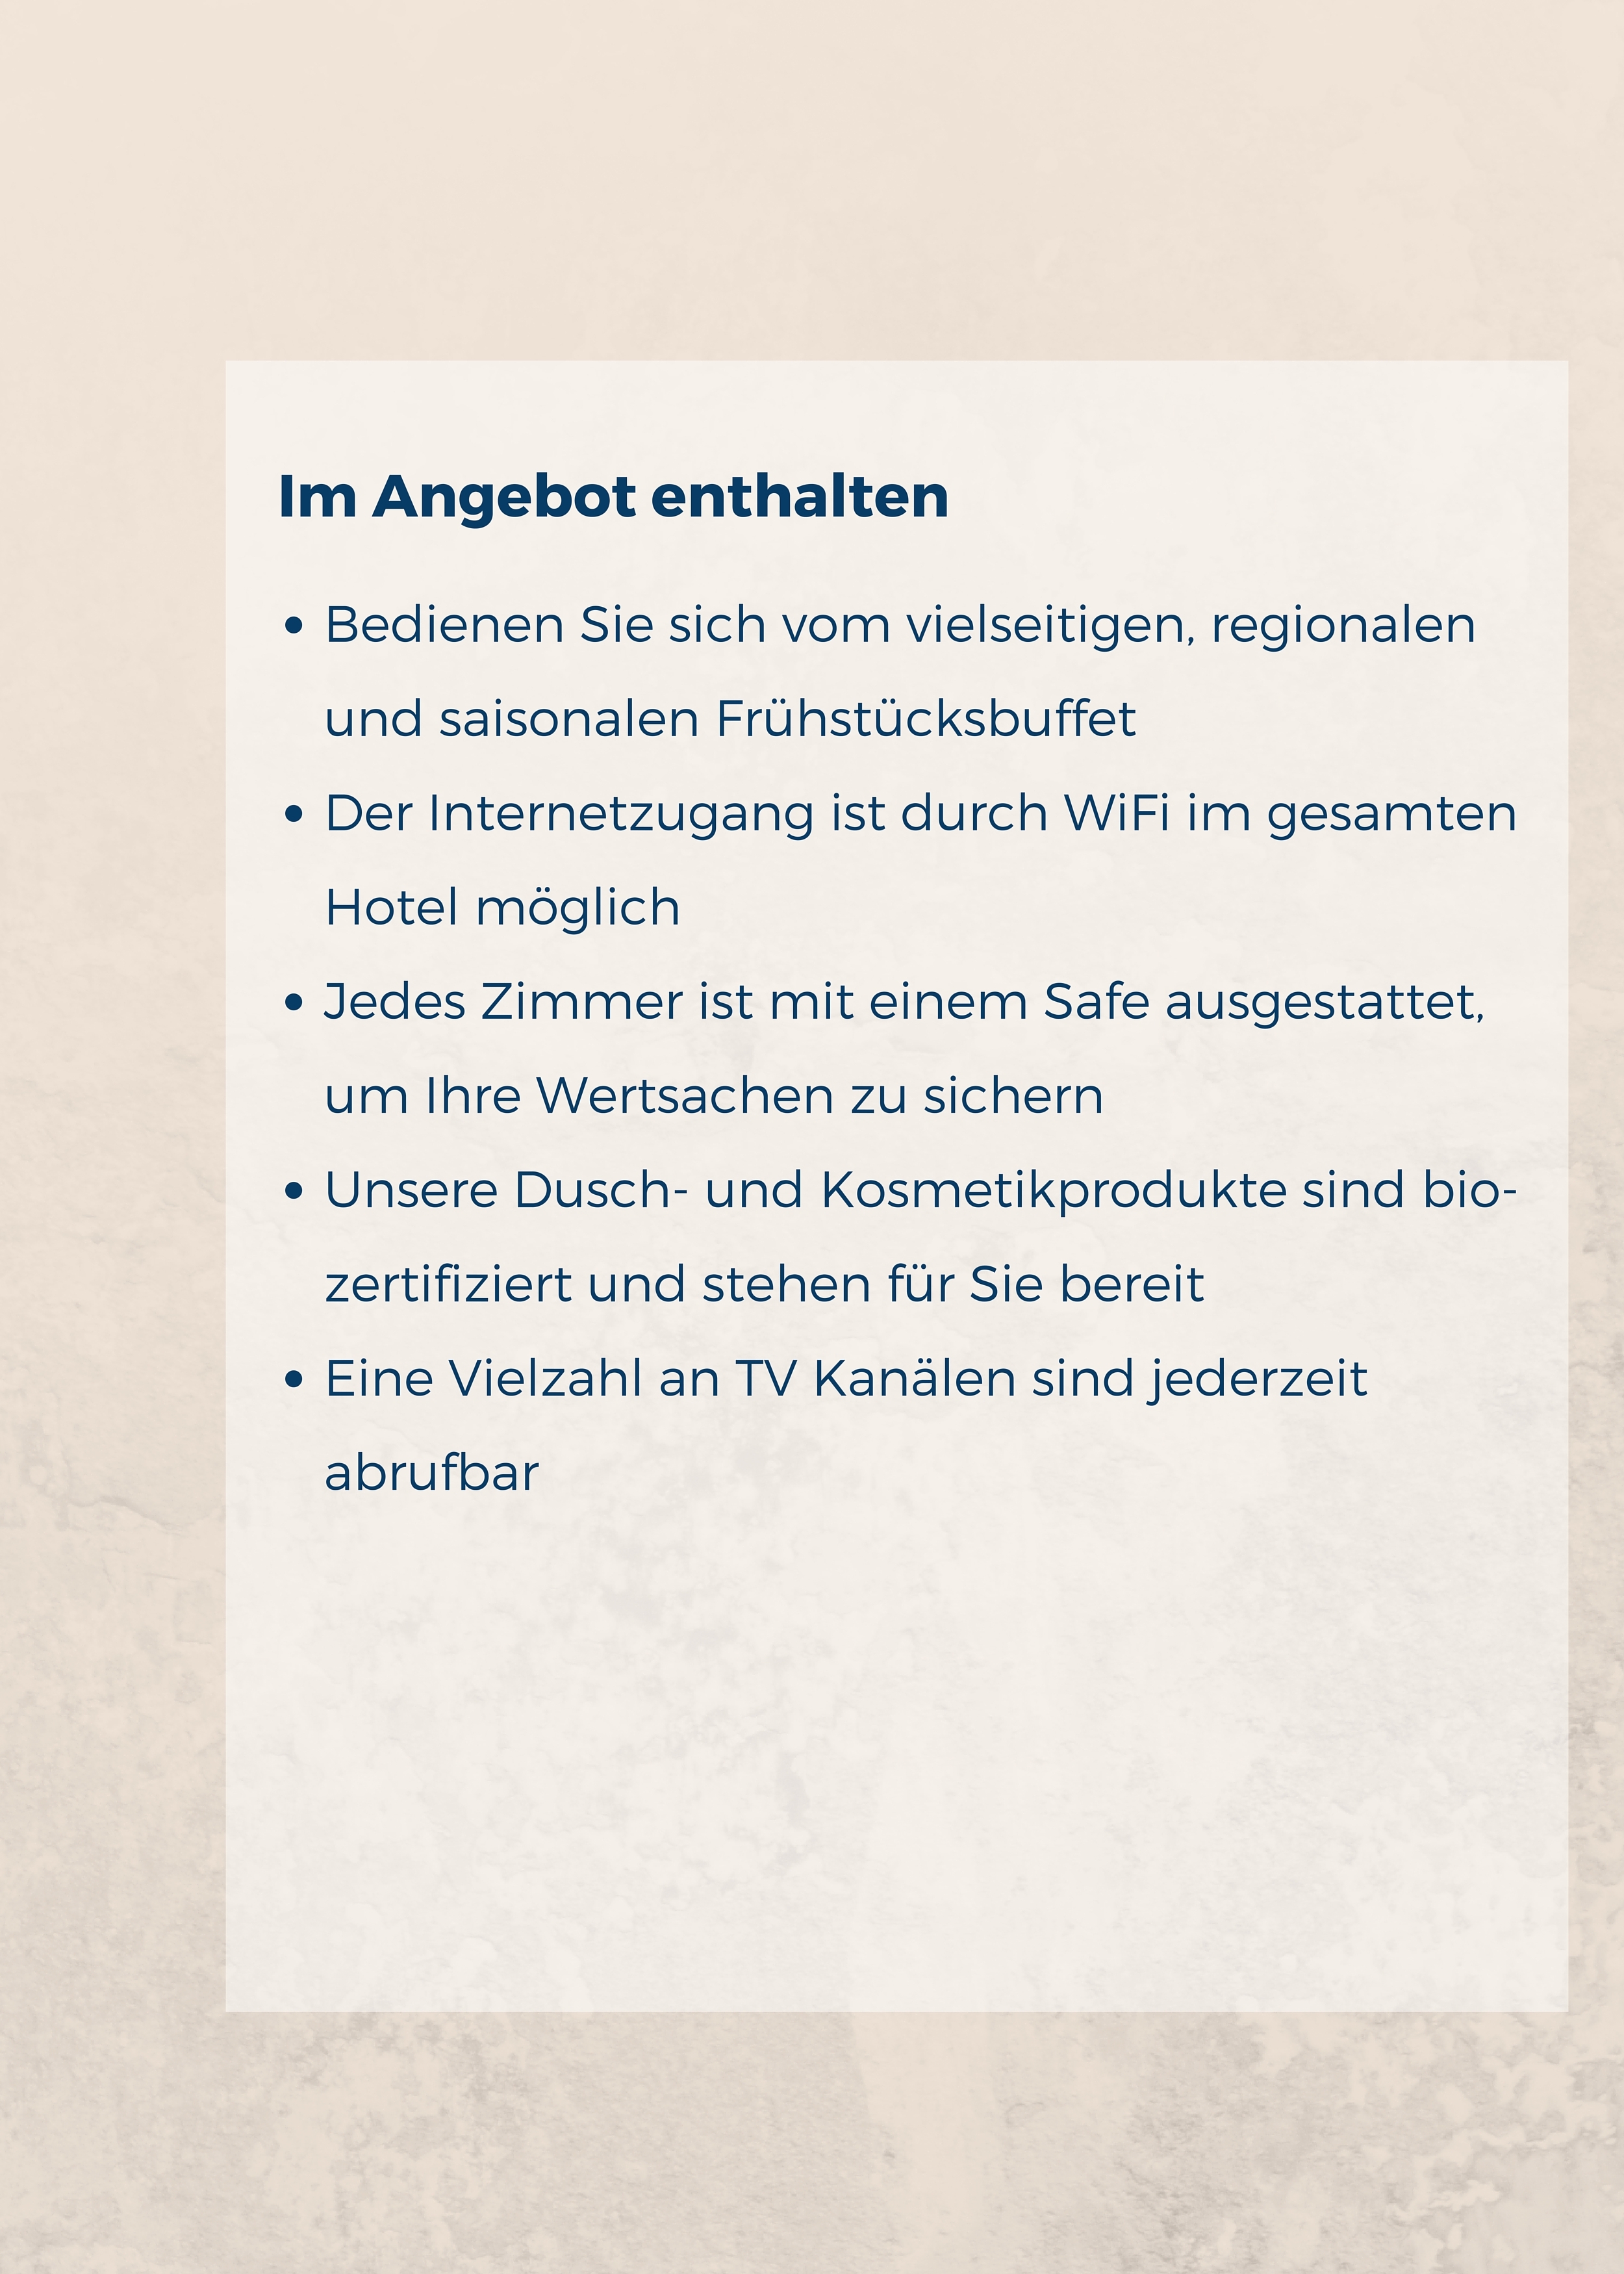 Im Angebot enthalten
• Bedienen Sie sich vom vielseitigen, regionalen
und saisonalen Frühstücksbuffet
• Der Internetzugang ist durch WiFi im gesamten
Hotel möglich
• Jedes Zimmer ist mit einem Safe ausgestattet,
um Ihre Wertsachen zu sichern
• Unsere Dusch- und Kosmetikprodukte sind bio-
zertifiziert und stehen für Sie bereit
• Eine Vielzahl an TV Kanälen sind jederzeit
abrufbar